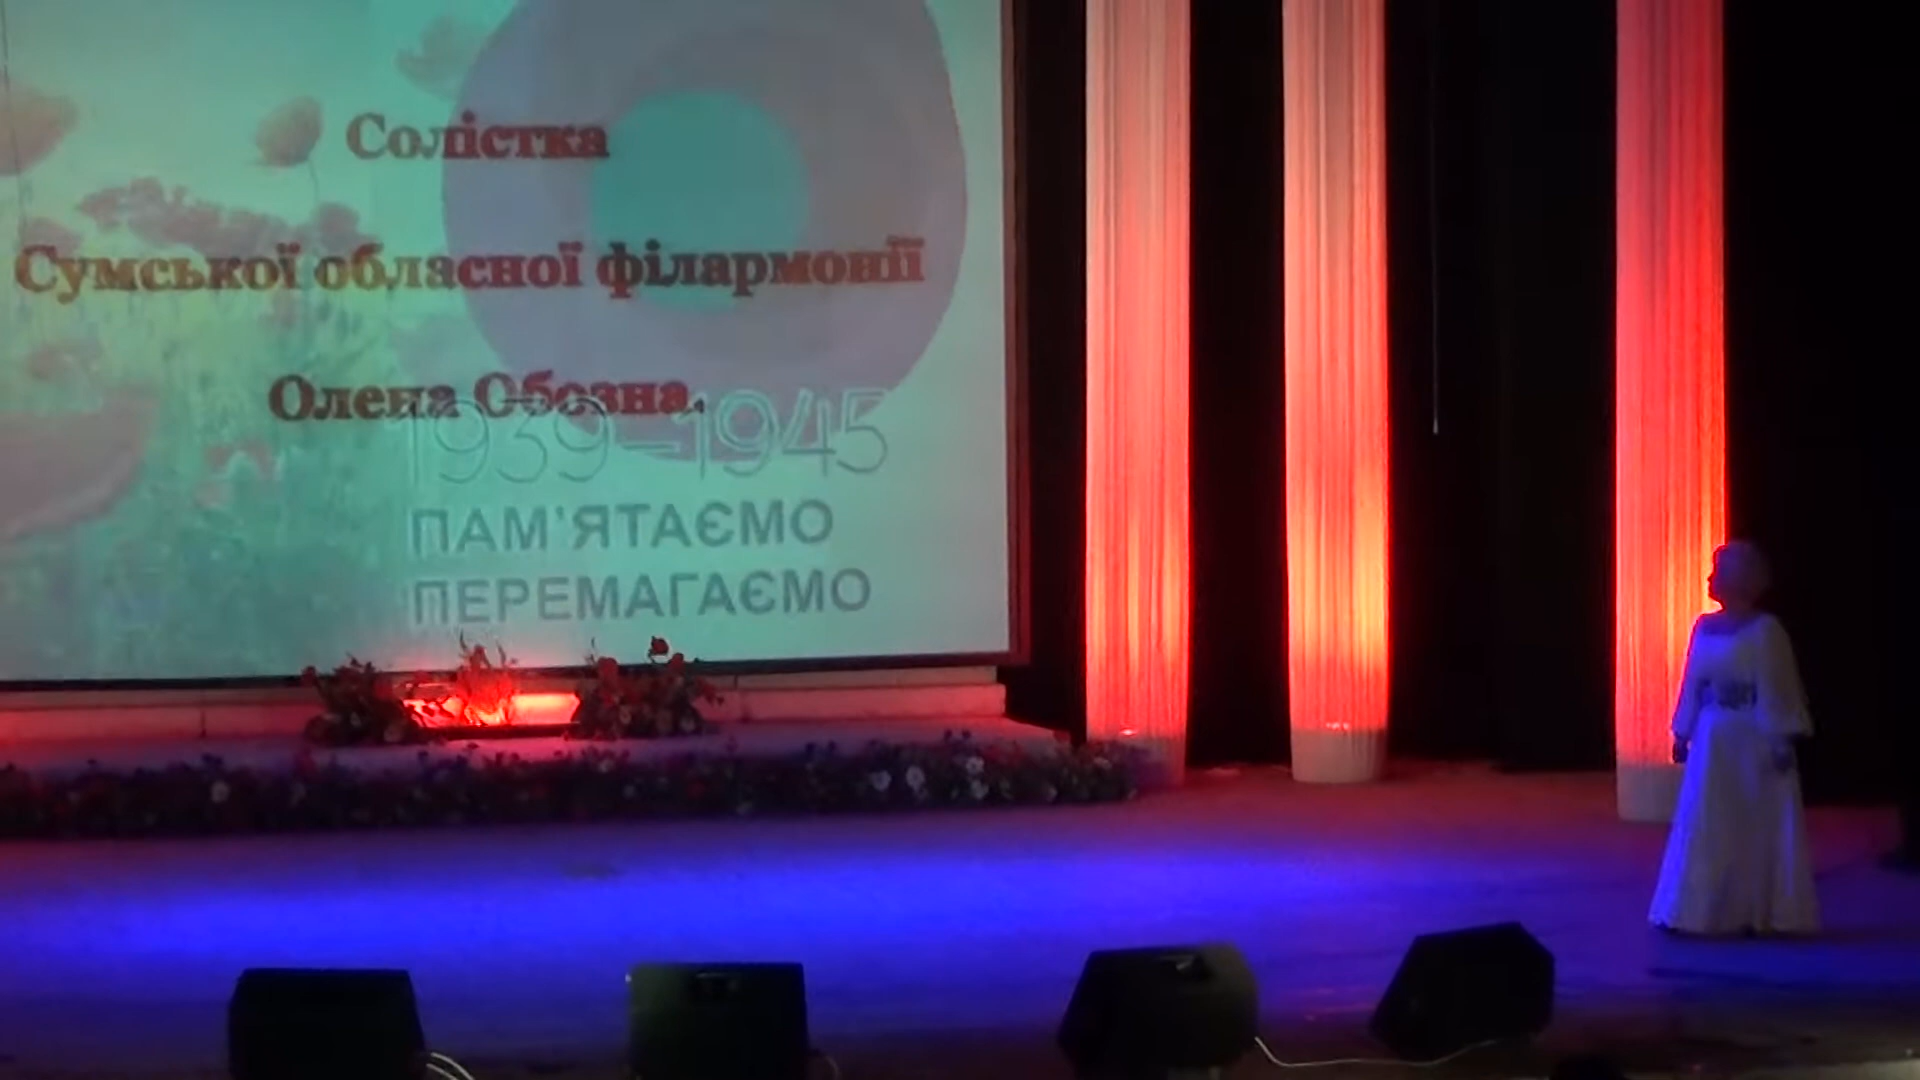 Солістка
Сумської обласної філармонії
Олена Обозна.
1939–1945
ПАМ'ЯТАЄМО
ПЕРЕМАГАЄМО